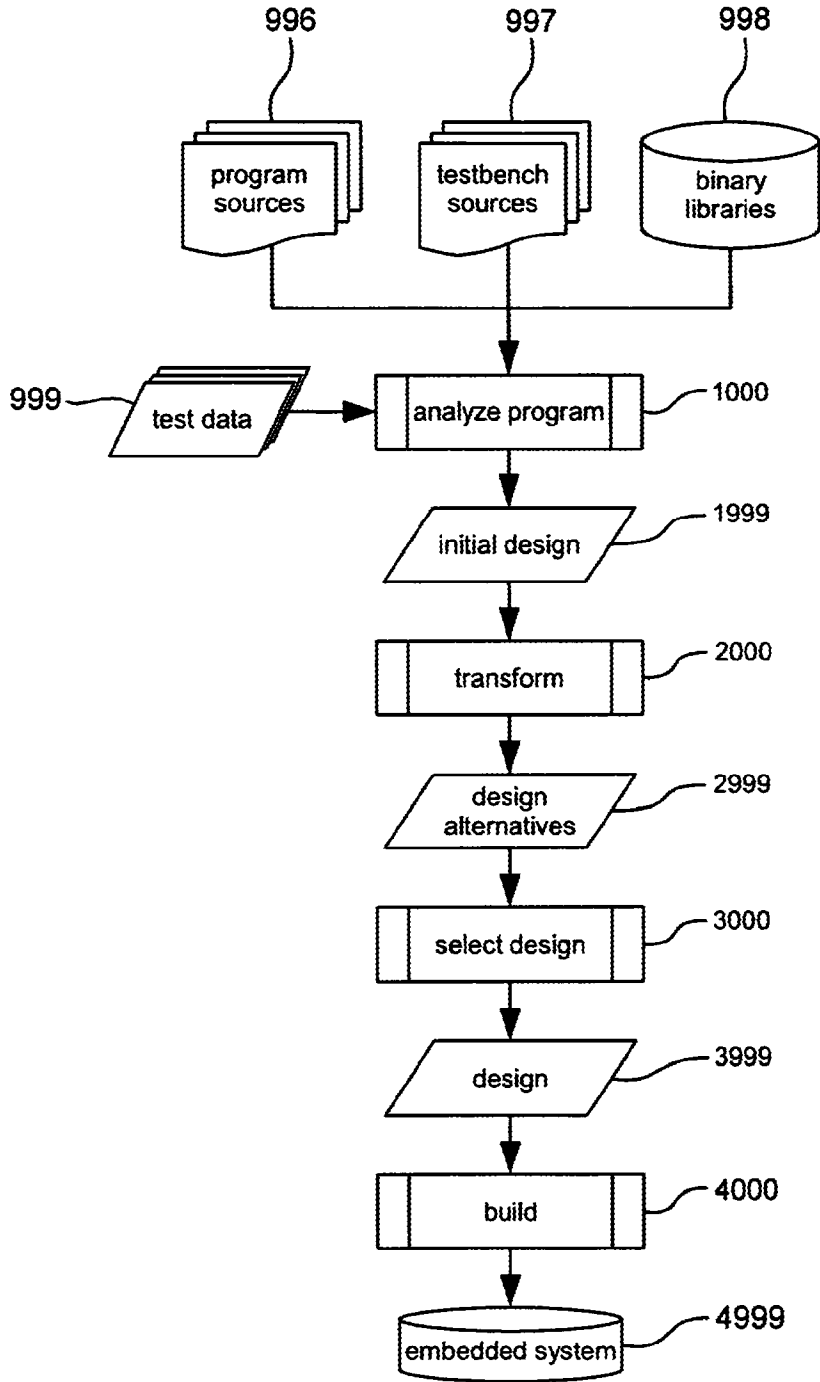 996
997
998
program
sources
testbench
sources
binary
libraries
999
test data
analyze program
1000
initial design
1999
transform
2000
design
alternatives
2999
select design
3000
design
3999
build
4000
embedded system
4999